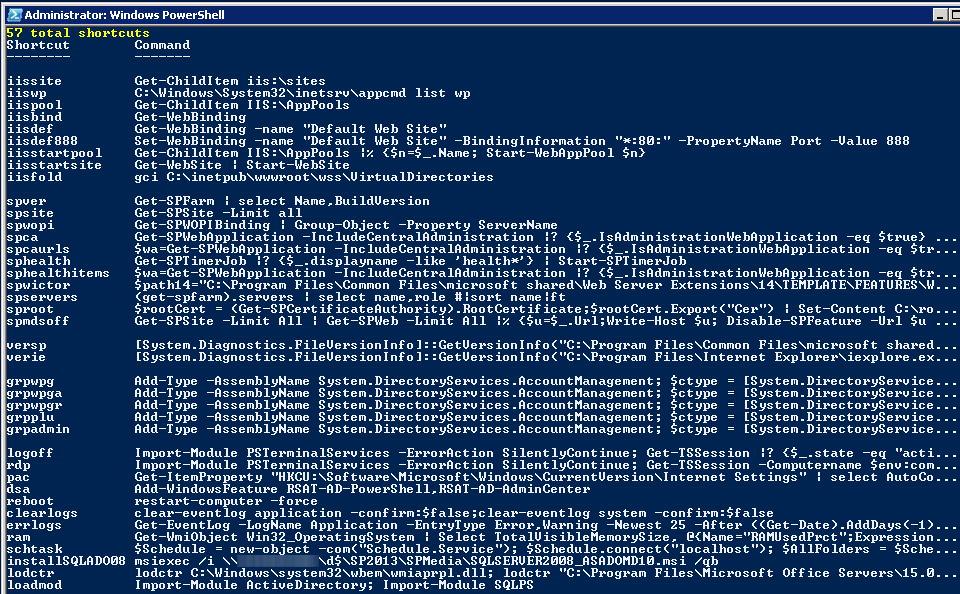 Administrator: Windows PowerShell
57 total shortcuts
Shortcut Command
-------- -------
iissite Get-ChildItem iis:\sites
iiswp C:\Windows\System32\inetsrv\appcmd list wp
iispool Get-ChildItem IIS:\AppPools
iisbind Get-WebBinding
iisdef Get-WebBinding -name "Default Web Site"
iisdef888 Set-WebBinding -name "Default Web Site" -BindingInformation "*:80:" -PropertyName Port -Value 888
iisstartpool Get-ChildItem IIS:\AppPools |% {$n=$_.Name; Start-WebAppPool $n}
iisstartsite Get-WebSite | Start-WebSite
iisfold gci C:\inetpub\wwwroot\wss\VirtualDirectories
spver Get-SPFarm | select Name,BuildVersion
spsite Get-SPSite -Limit all
spwopi Get-SPWOPIBinding | Group-Object -Property ServerName
spca Get-SPWebApplication -IncludeCentralAdministration |? {$_.IsAdministrationWebApplication -eq $true} ...
spcaurls $wa=Get-SPWebApplication -IncludeCentralAdministration |? {$_.IsAdministrationWebApplication -eq $tr...
sphealth Get-SPTimerJob |? {$_.displayname -like 'health*'} | Start-SPTimerJob
sphealthitems $wa=Get-SPWebApplication -IncludeCentralAdministration |? {$_.IsAdministrationWebApplication -eq $tr...
spwictor $path14="C:\Program Files\Common Files\microsoft shared\Web Server Extensions\14\TEMPLATE\FEATURES\W...
spservers (get-spfarm).servers | select name,role #|sort name|ft
sproot $rootCert = (Get-SPCertificateAuthority).RootCertificate;$rootCert.Export("Cer") | Set-Content C:\ro...
spmdsoff Get-SPSite -Limit All | Get-SPWeb -Limit All |% {$u=$_.Url;Write-Host $u; Disable-SPFeature -Url $u ...
versp [System.Diagnostics.FileVersionInfo]::GetVersionInfo("C:\Program Files\Common Files\microsoft shared...
verie [System.Diagnostics.FileVersionInfo]::GetVersionInfo("C:\Program Files\Internet Explorer\iexplore.ex...
grpwpg Add-Type -AssemblyName System.DirectoryServices.AccountManagement; $ctype = [System.DirectoryService...
grpwpga Add-Type -AssemblyName System.DirectoryServices.AccountManagement; $ctype = [System.DirectoryService...
grpwpgr Add-Type -AssemblyName System.DirectoryServices.AccountManagement; $ctype = [System.DirectoryService...
grpplu Add-Type -AssemblyName System.DirectoryServices.AccountManagement; $ctype = [System.DirectoryService...
grpadmin Add-Type -AssemblyName System.DirectoryServices.AccountManagement; $ctype = [System.DirectoryService...
logoff Import-Module PSTerminalServices -ErrorAction SilentlyContinue; Get-TSSession |? {$_.state -eq "acti...
rdp Import-Module PSTerminalServices -ErrorAction SilentlyContinue; Get-TSSession -Computername $env:com...
pac Get-ItemProperty "HKCU:\Software\Microsoft\Windows\CurrentVersion\Internet Settings" | select AutoCo...
dsa Add-WindowsFeature RSAT-AD-PowerShell,RSAT-AD-AdminCenter
reboot restart-computer -force
clearlogs clear-eventlog application -confirm:$false;clear-eventlog system -confirm:$false
errlogs Get-EventLog -LogName Application -EntryType Error,Warning -Newest 25 -After ((Get-Date).AddDays(-1)...
ram Get-WmiObject Win32_OperatingSystem | Select TotalVisibleMemorySize, @{Name="RAMUsedPrct";Expression...
schtask $Schedule = new-object -com("Schedule.Service"); $Schedule.connect("localhost"); $AllFolders = $Sche...
installSQLADO08 msiexec /i \\ \d$\SP2013\SPMedia\SQLSERVER2008_ASADOMD10.msi /qb
lodctr lodctr C:\Windows\system32\wbem\wmiaprpl.dll; lodctr "C:\Program Files\Microsoft Office Servers\15.0...
loadmod Import-Module ActiveDirectory; Import-Module SQLPS